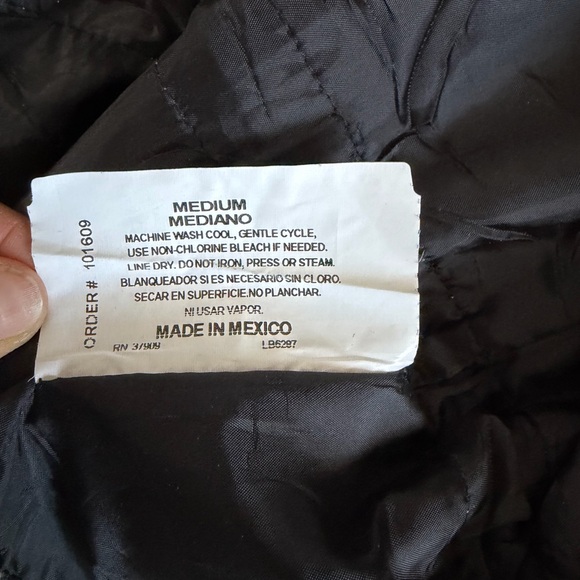 MEDIUM
MEDIANO
MACHINE WASH COOL, GENTLE CYCLE,
USE NON-CHLORINE BLEACH IF NEEDED.
LINE DRY. DO NOT IRON, PRESS OR STEAM.
BLANQUEADOR SI ES NECESARIO SIN CLORO.
SECAR EN SUPERFICIE.NO PLANCHAR.
NI USAR VAPOR.
MADE IN MEXICO
RN 37909 LB6287
ORDER # 101609